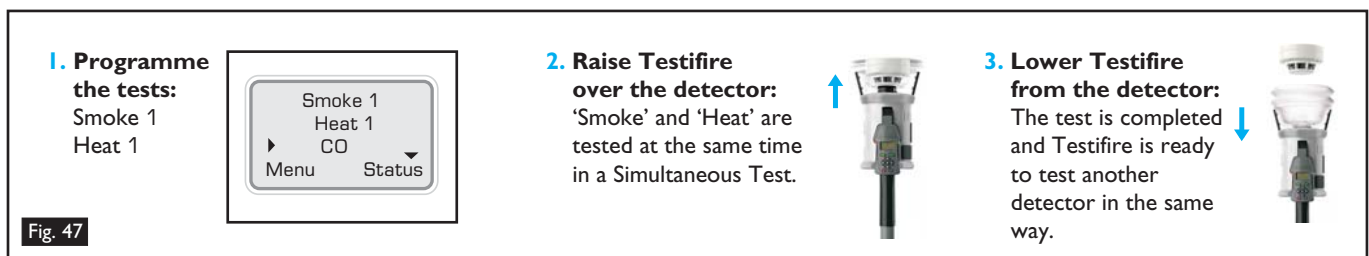 1. Programme
the tests:
Smoke 1
Heat 1
Smoke 1
Heat 1
CO
Menu Status
2. Raise Testifire
over the detector:
‘Smoke’ and ‘Heat’ are
tested at the same time
in a Simultaneous Test.
3. Lower Testifire
from the detector:
The test is completed
and Testifire is ready
to test another
detector in the same
way.
Fig. 47